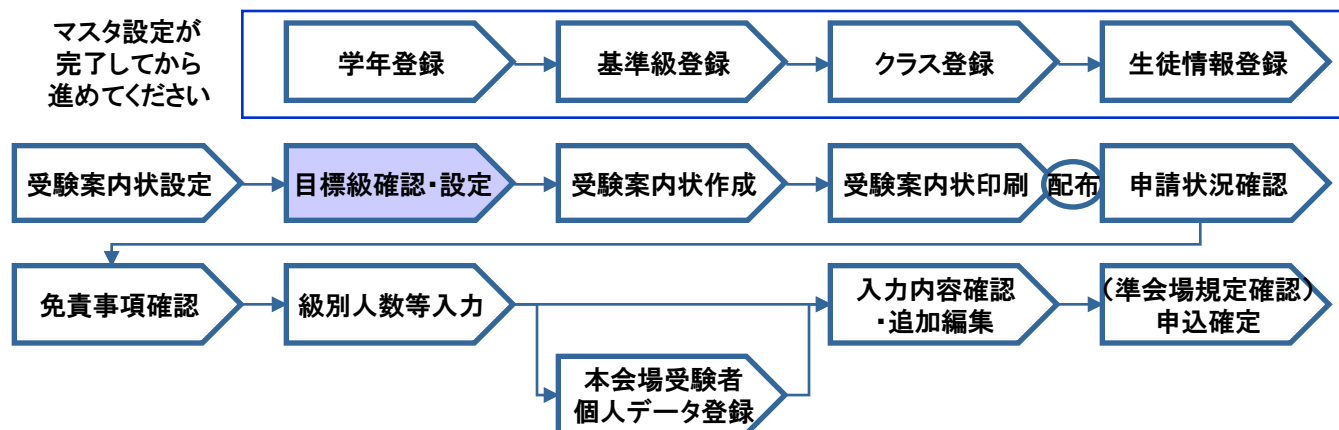 マスタ設定が
完了してから
進めてください
学年登録
基準級登録
クラス登録
生徒情報登録
受験案内状設定
目標級確認・設定
受験案内状作成
受験案内状印刷
配布
申請状況確認
免責事項確認
級別人数等入力
入力内容確認
・追加編集
（準会場規定確認）
申込確定
本会場受験者
個人データ登録